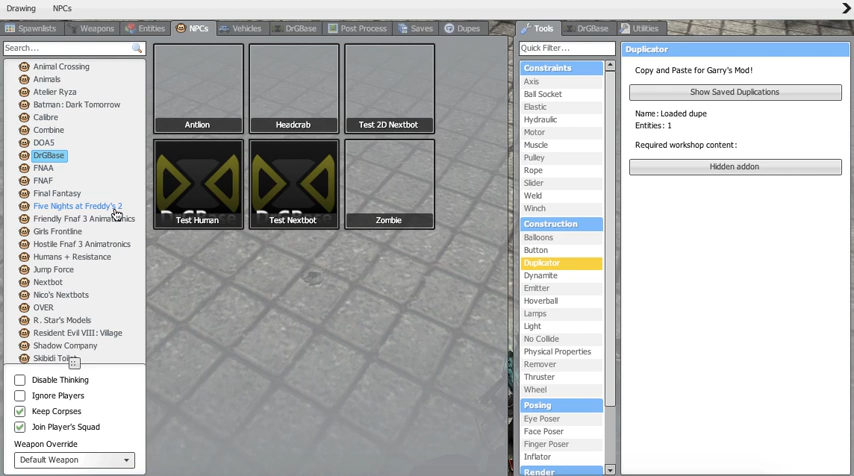 Drawing NPCs
Spawnlists Weapons Entities NPCs Vehicles DrGBase Post Process Saves Dupes
Search...
Animal Crossing
Animals
Atelier Ryza
Batman: Dark Tomorrow
Calibre
Combine
DOA5
DrGBase
FNAA
FNAF
Final Fantasy
Five Nights at Freddy's 2
Friendly Fnaf 3 Animatronics
Girls Frontline
Hostile Fnaf 3 Animatronics
Humans + Resistance
Jump Force
Nextbot
Nico's Nextbots
OVER
R. Star's Models
Resident Evil VIII: Village
Shadow Company
Skibidi
Disable Thinking
Ignore Players
Keep Corpses
Join Player's Squad
Weapon Override
Default Weapon
Antlion
Headcrab
Test 2D Nextbot
Test Human
Test Nextbot
Zombie
Tools DrGBase Utilities
Quick Filter...
Constraints
Axis
Ball Socket
Elastic
Hydraulic
Motor
Muscle
Pulley
Rope
Slider
Weld
Winch
Construction
Balloons
Button
Duplicator
Dynamite
Emitter
Hoverball
Lamps
Light
No Collide
Physical Properties
Remover
Thruster
Wheel
Posing
Eye Poser
Face Poser
Finger Poser
Inflator
Render
Duplicator
Copy and Paste for Garry's Mod!
Show Saved Duplications
Name: Loaded dupe
Entities: 1
Required workshop content:
Hidden addon